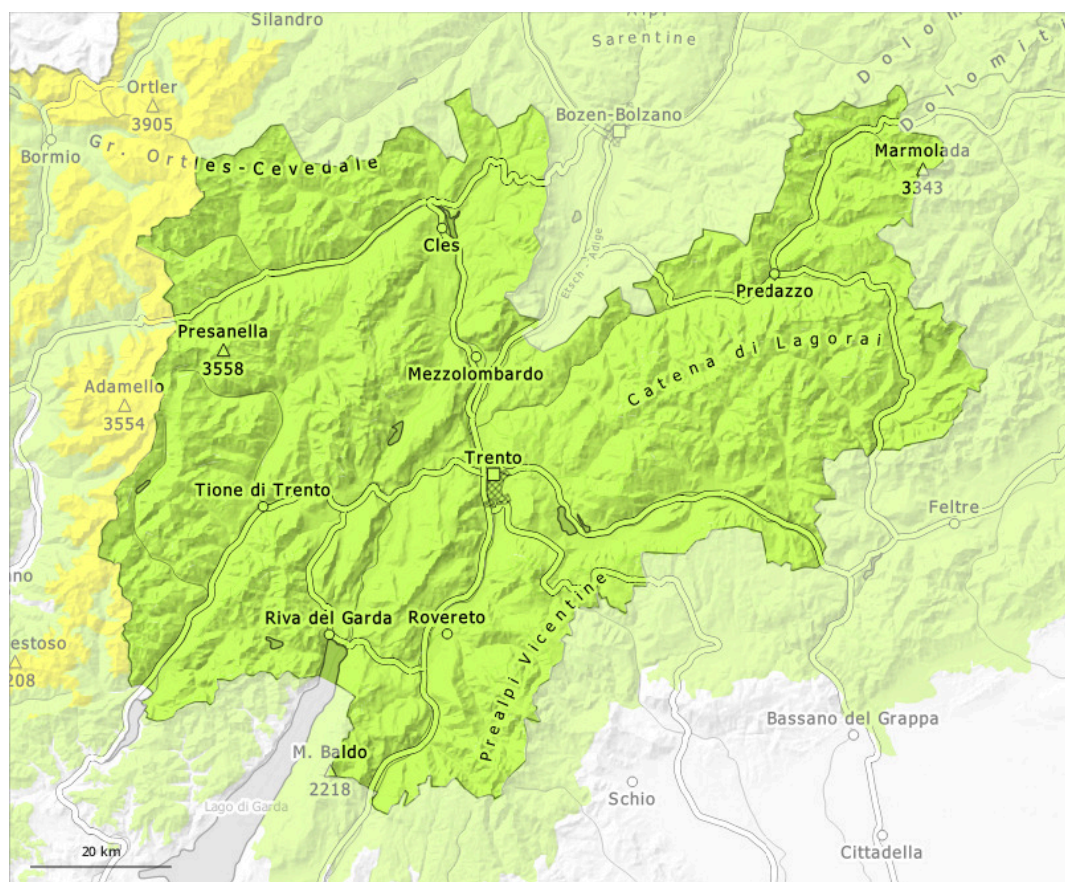 Silandro
Sarentine
Ortler
3905
Bozen-Bolzano
Bormio
Gr. Ortles-Cevedale
Dolomiti
Marmolada
3343
Cles
Etsch - Adige
Predazzo
Presanella
3558
Catena di Lagorai
Mezzolombardo
Adamello
3554
Trento
Tione di Trento
Feltre
Riva del Garda
Rovereto
Prealpi Vicentine
208
M. Baldo
2218
Bassano del Grappa
Lago di Garda
Schio
20 km
Cittadella